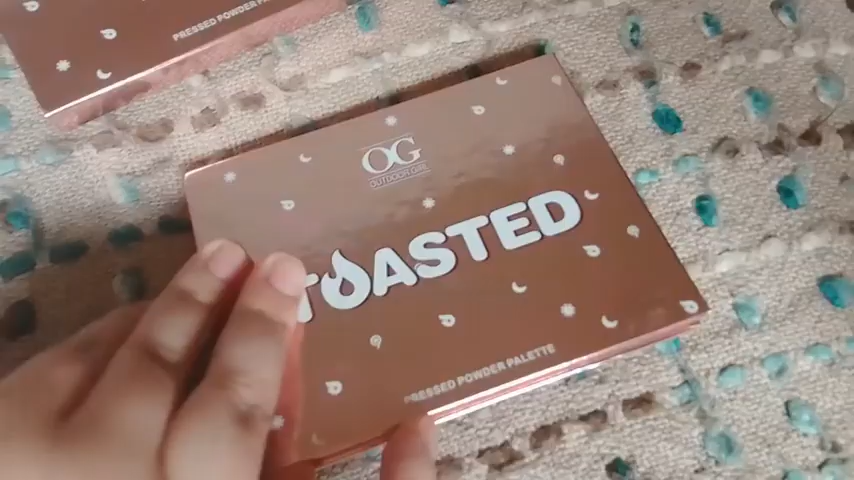 PRESSED POWDER PALETTE
OG
OUTDOOR GIRL
TOASTED
PRESSED POWDER PALETTE